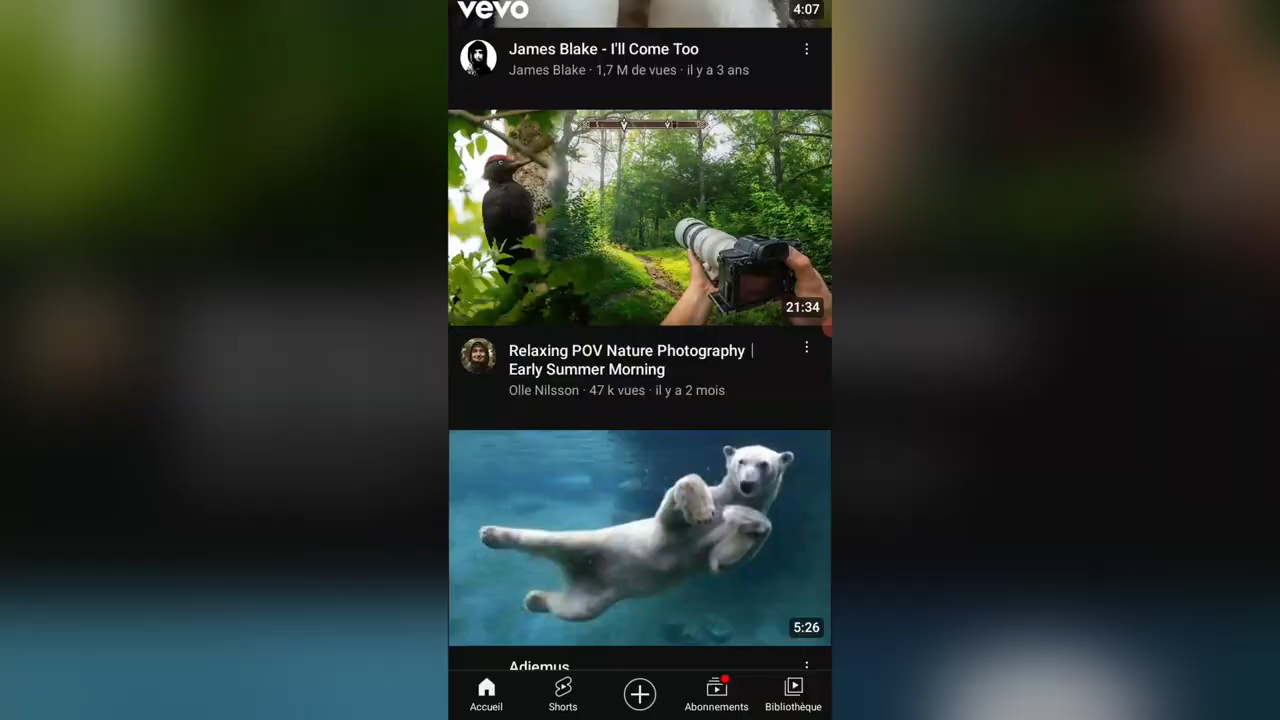 vevo
4:07
James Blake - I'll Come Too
James Blake · 1,7 M de vues · il y a 3 ans
21:34
Relaxing POV Nature Photography |
Early Summer Morning
Olle Nilsson · 47 k vues · il y a 2 mois
5:26
Adiemus
Accueil
Shorts
Abonnements
Bibliothèque